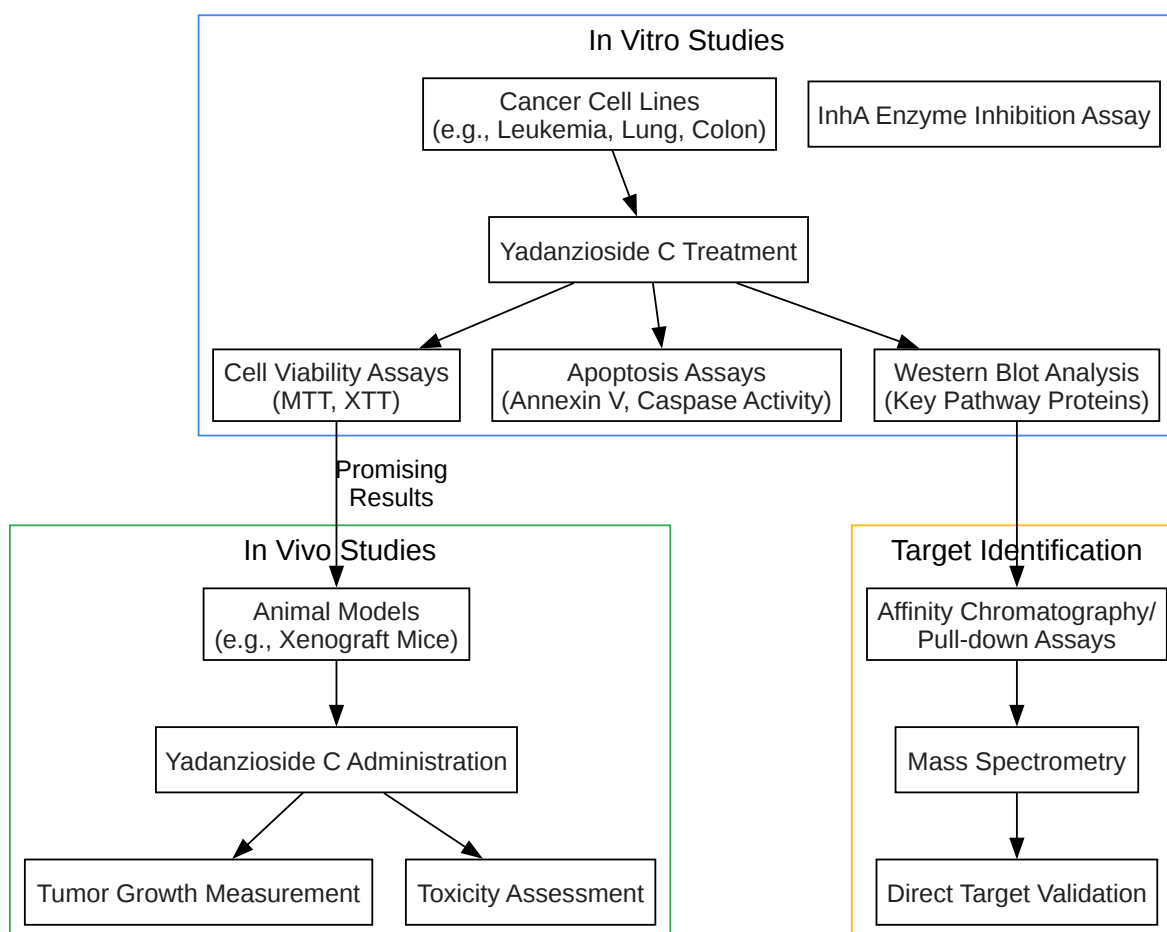 In Vitro Studies
Cancer Cell Lines
(e.g., Leukemia, Lung, Colon)
InhA Enzyme Inhibition Assay
Yadanzioside C Treatment
Cell Viability Assays
(MTT, XTT)
Apoptosis Assays
(Annexin V, Caspase Activity)
Western Blot Analysis
(Key Pathway Proteins)
Promising
Results
In Vivo Studies
Animal Models
(e.g., Xenograft Mice)
Yadanzioside C Administration
Tumor Growth Measurement
Toxicity Assessment
Target Identification
Affinity Chromatography/
Pull-down Assays
Mass Spectrometry
Direct Target Validation